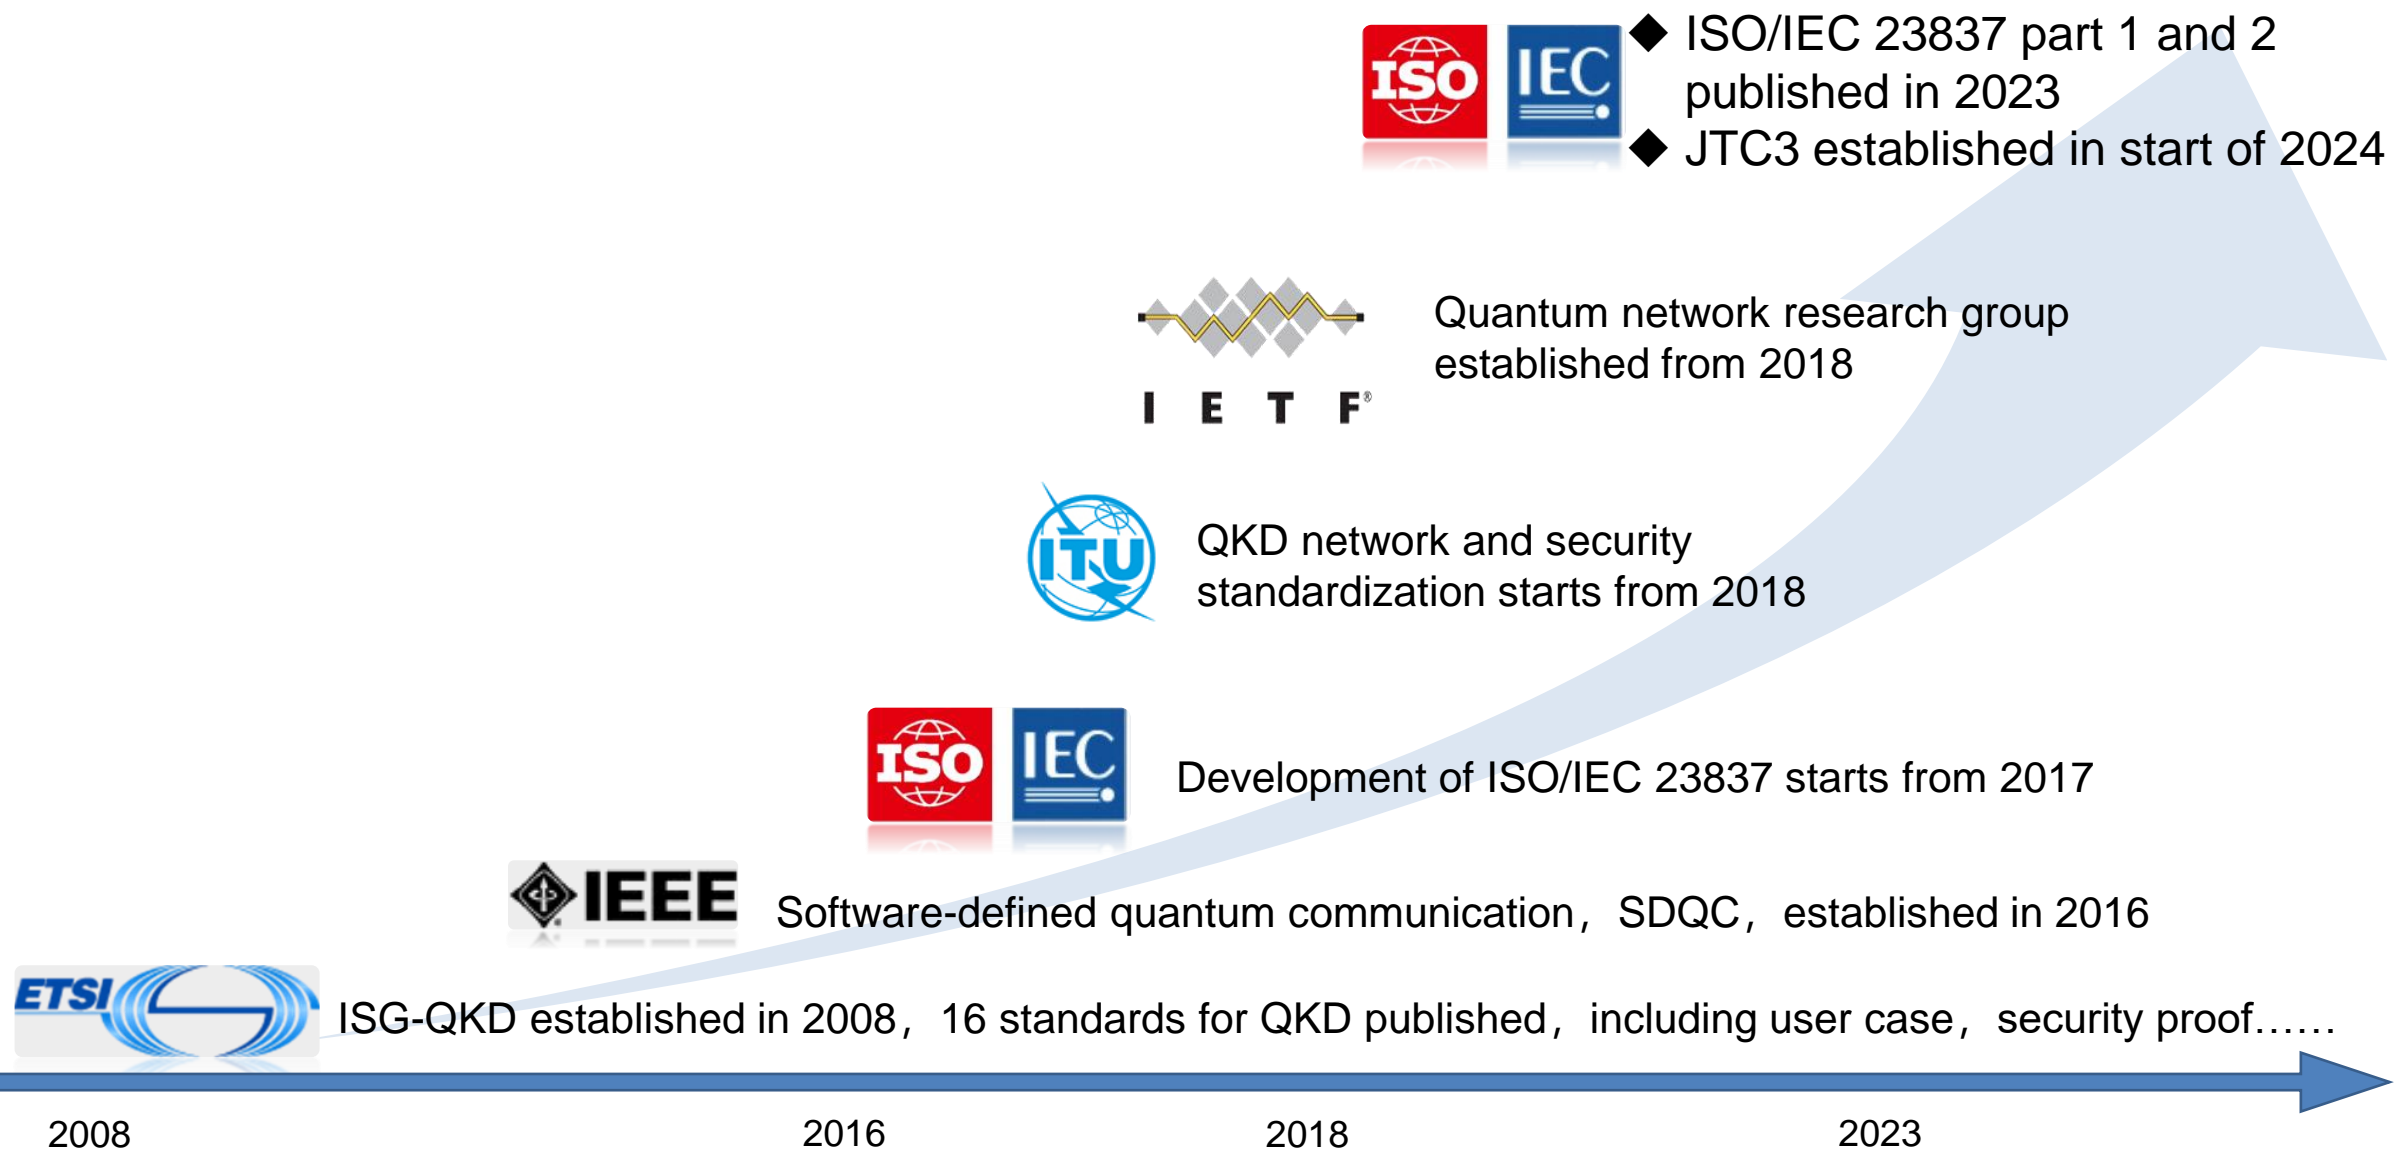 ISO IEC
◆ ISO/IEC 23837 part 1 and 2
published in 2023
◆ JTC3 established in start of 2024
Quantum network research group
established from 2018
I E T F®
ITU
QKD network and security
standardization starts from 2018
ISO IEC
Development of ISO/IEC 23837 starts from 2017
IEEE
Software-defined quantum communication，SDQC，established in 2016
ETSI
ISG-QKD established in 2008，16 standards for QKD published，including user case，security proof……
2008 2016 2018 2023